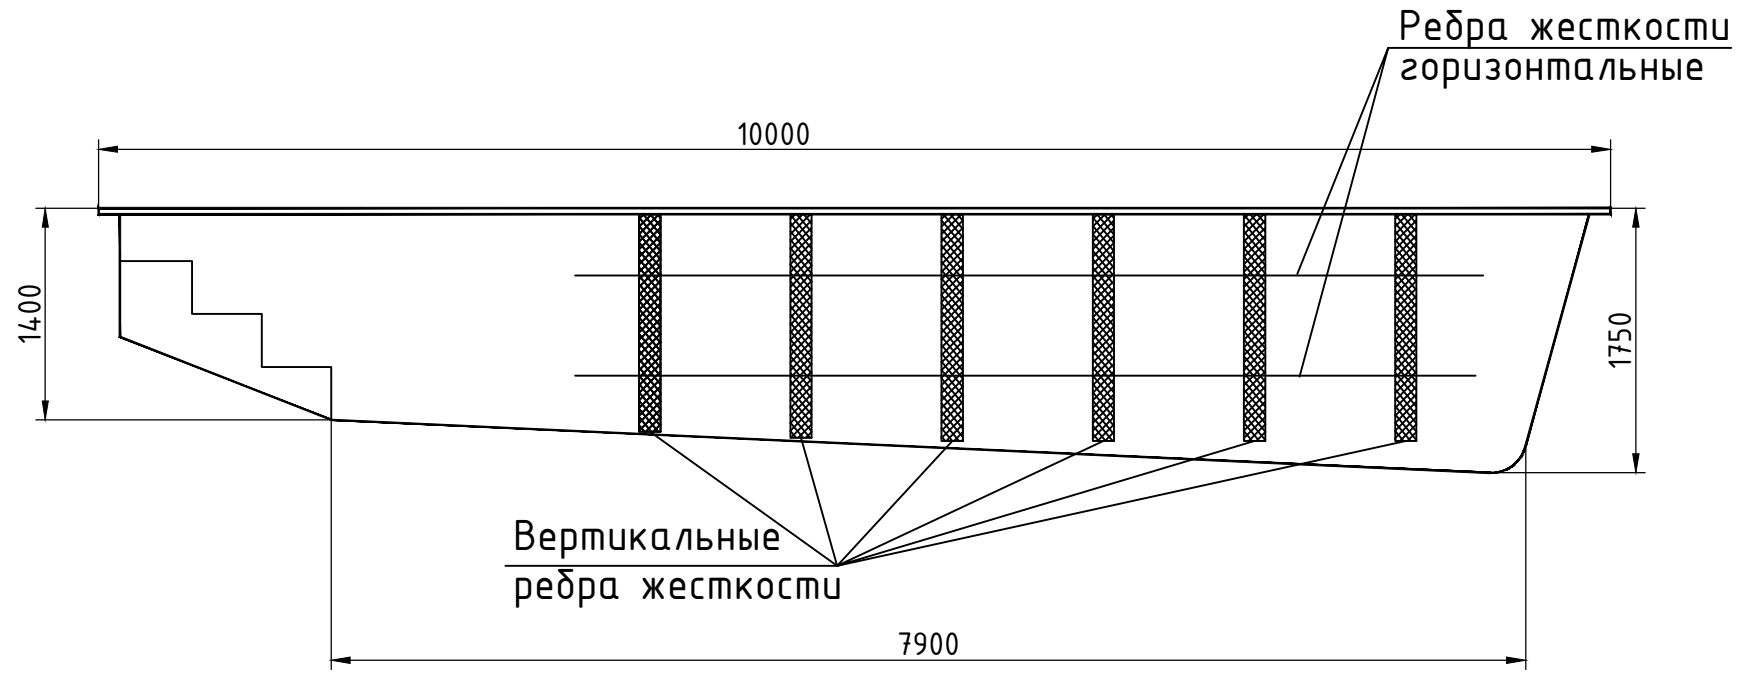 Ребра жесткости
горизонтальные
10000
1400
1750
Вертикальные
ребра жесткости
7900